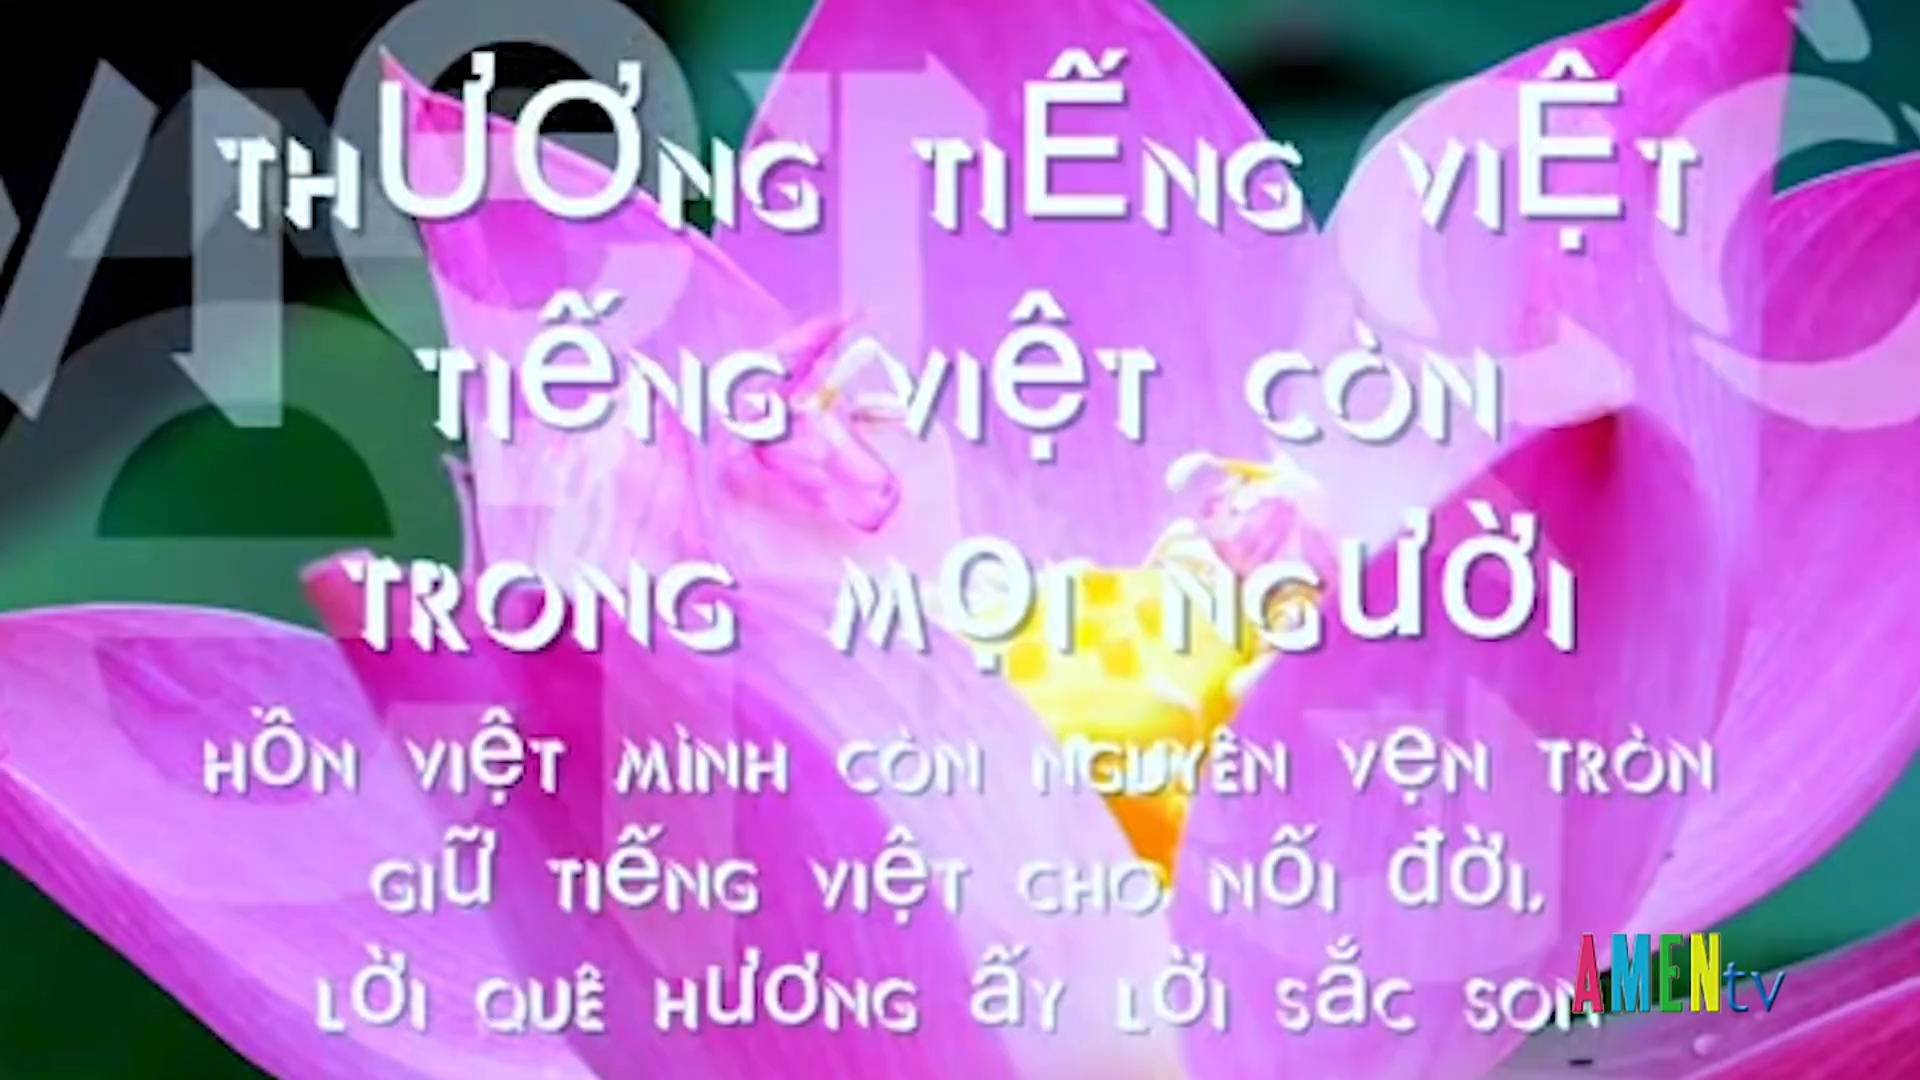 THƯƠNG TIẾNG VIỆT
TIẾNG VIỆT CÒN
TRONG MỌI NGƯỜI
HỒN VIỆT MÌNH CÒN NGUYÊN VẸN TRÒN
GIỮ TIẾNG VIỆT CHO NỐI ĐỜI.
LỜI QUÊ HƯƠNG ẤY LỜI SẮC SON
AMENtv